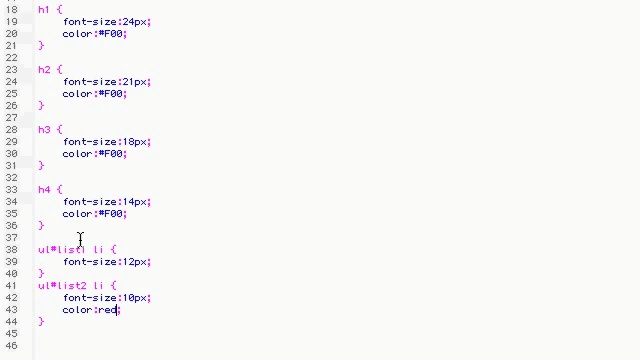 18 h1 {
19 font-size:24px;
20 color:#F00;
21 }
22
23 h2 {
24 font-size:21px;
25 color:#F00;
26 }
27
28 h3 {
29 font-size:18px;
30 color:#F00;
31 }
32
33 h4 {
34 font-size:14px;
35 color:#F00;
36 }
37
38 ul#list1 li {
39 font-size:12px;
40 }
41 ul#list2 li {
42 font-size:10px;
43 color:red;
44 }
45
46